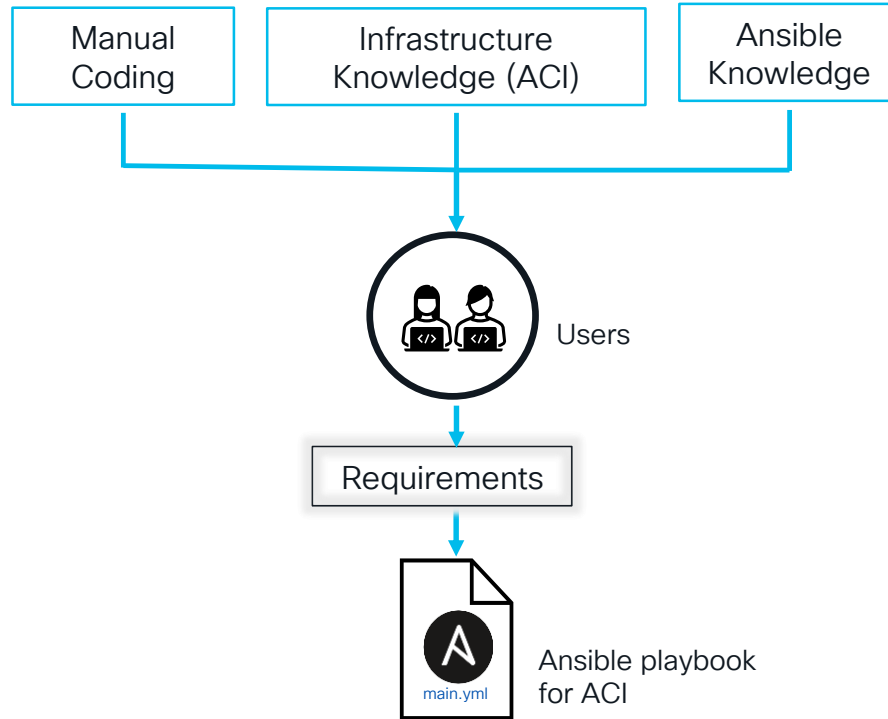 Manual
Coding
Infrastructure
Knowledge (ACI)
Ansible
Knowledge
</>
</>
Users
Requirements
A
main.yml
Ansible playbook
for ACI